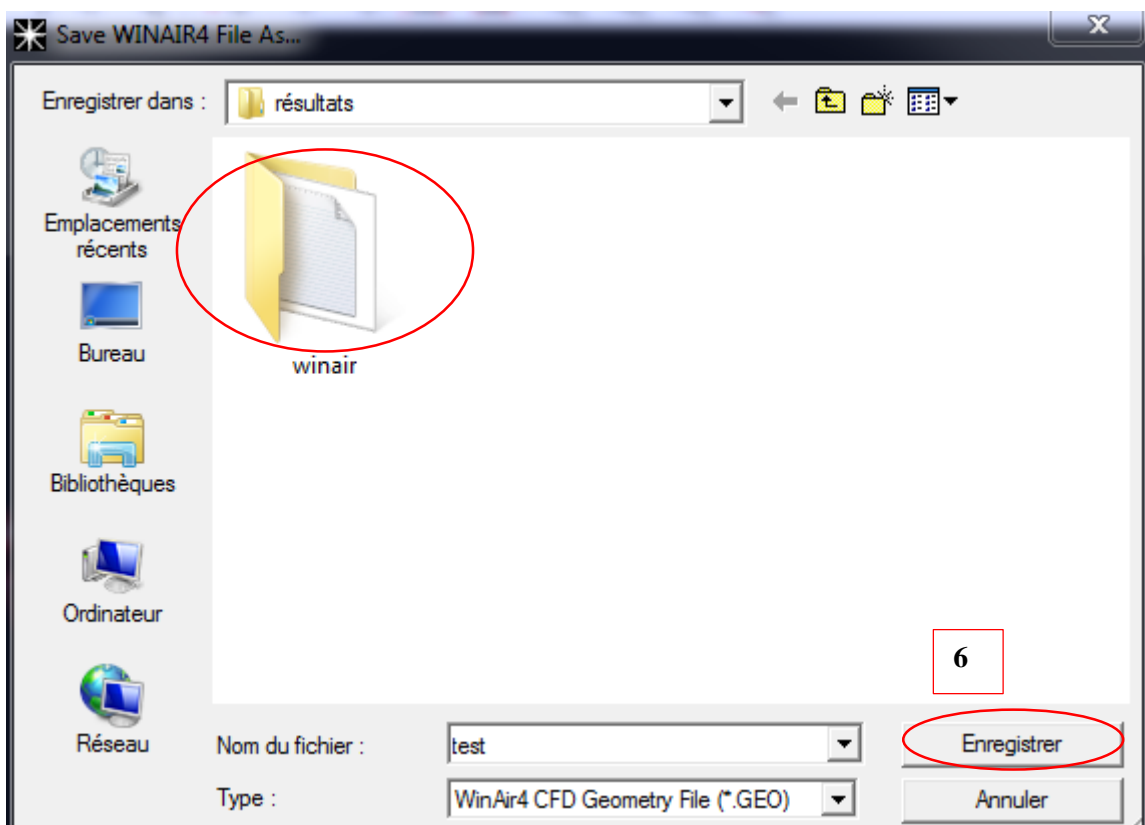 Save WINAIR4 File As...
Enregistrer dans :
résultats
Emplacements
récents
Bureau
Bibliothèques
Ordinateur
Réseau
winair
6
Nom du fichier :
test
Enregistrer
Type :
WinAir4 CFD Geometry File (*.GEO)
Annuler